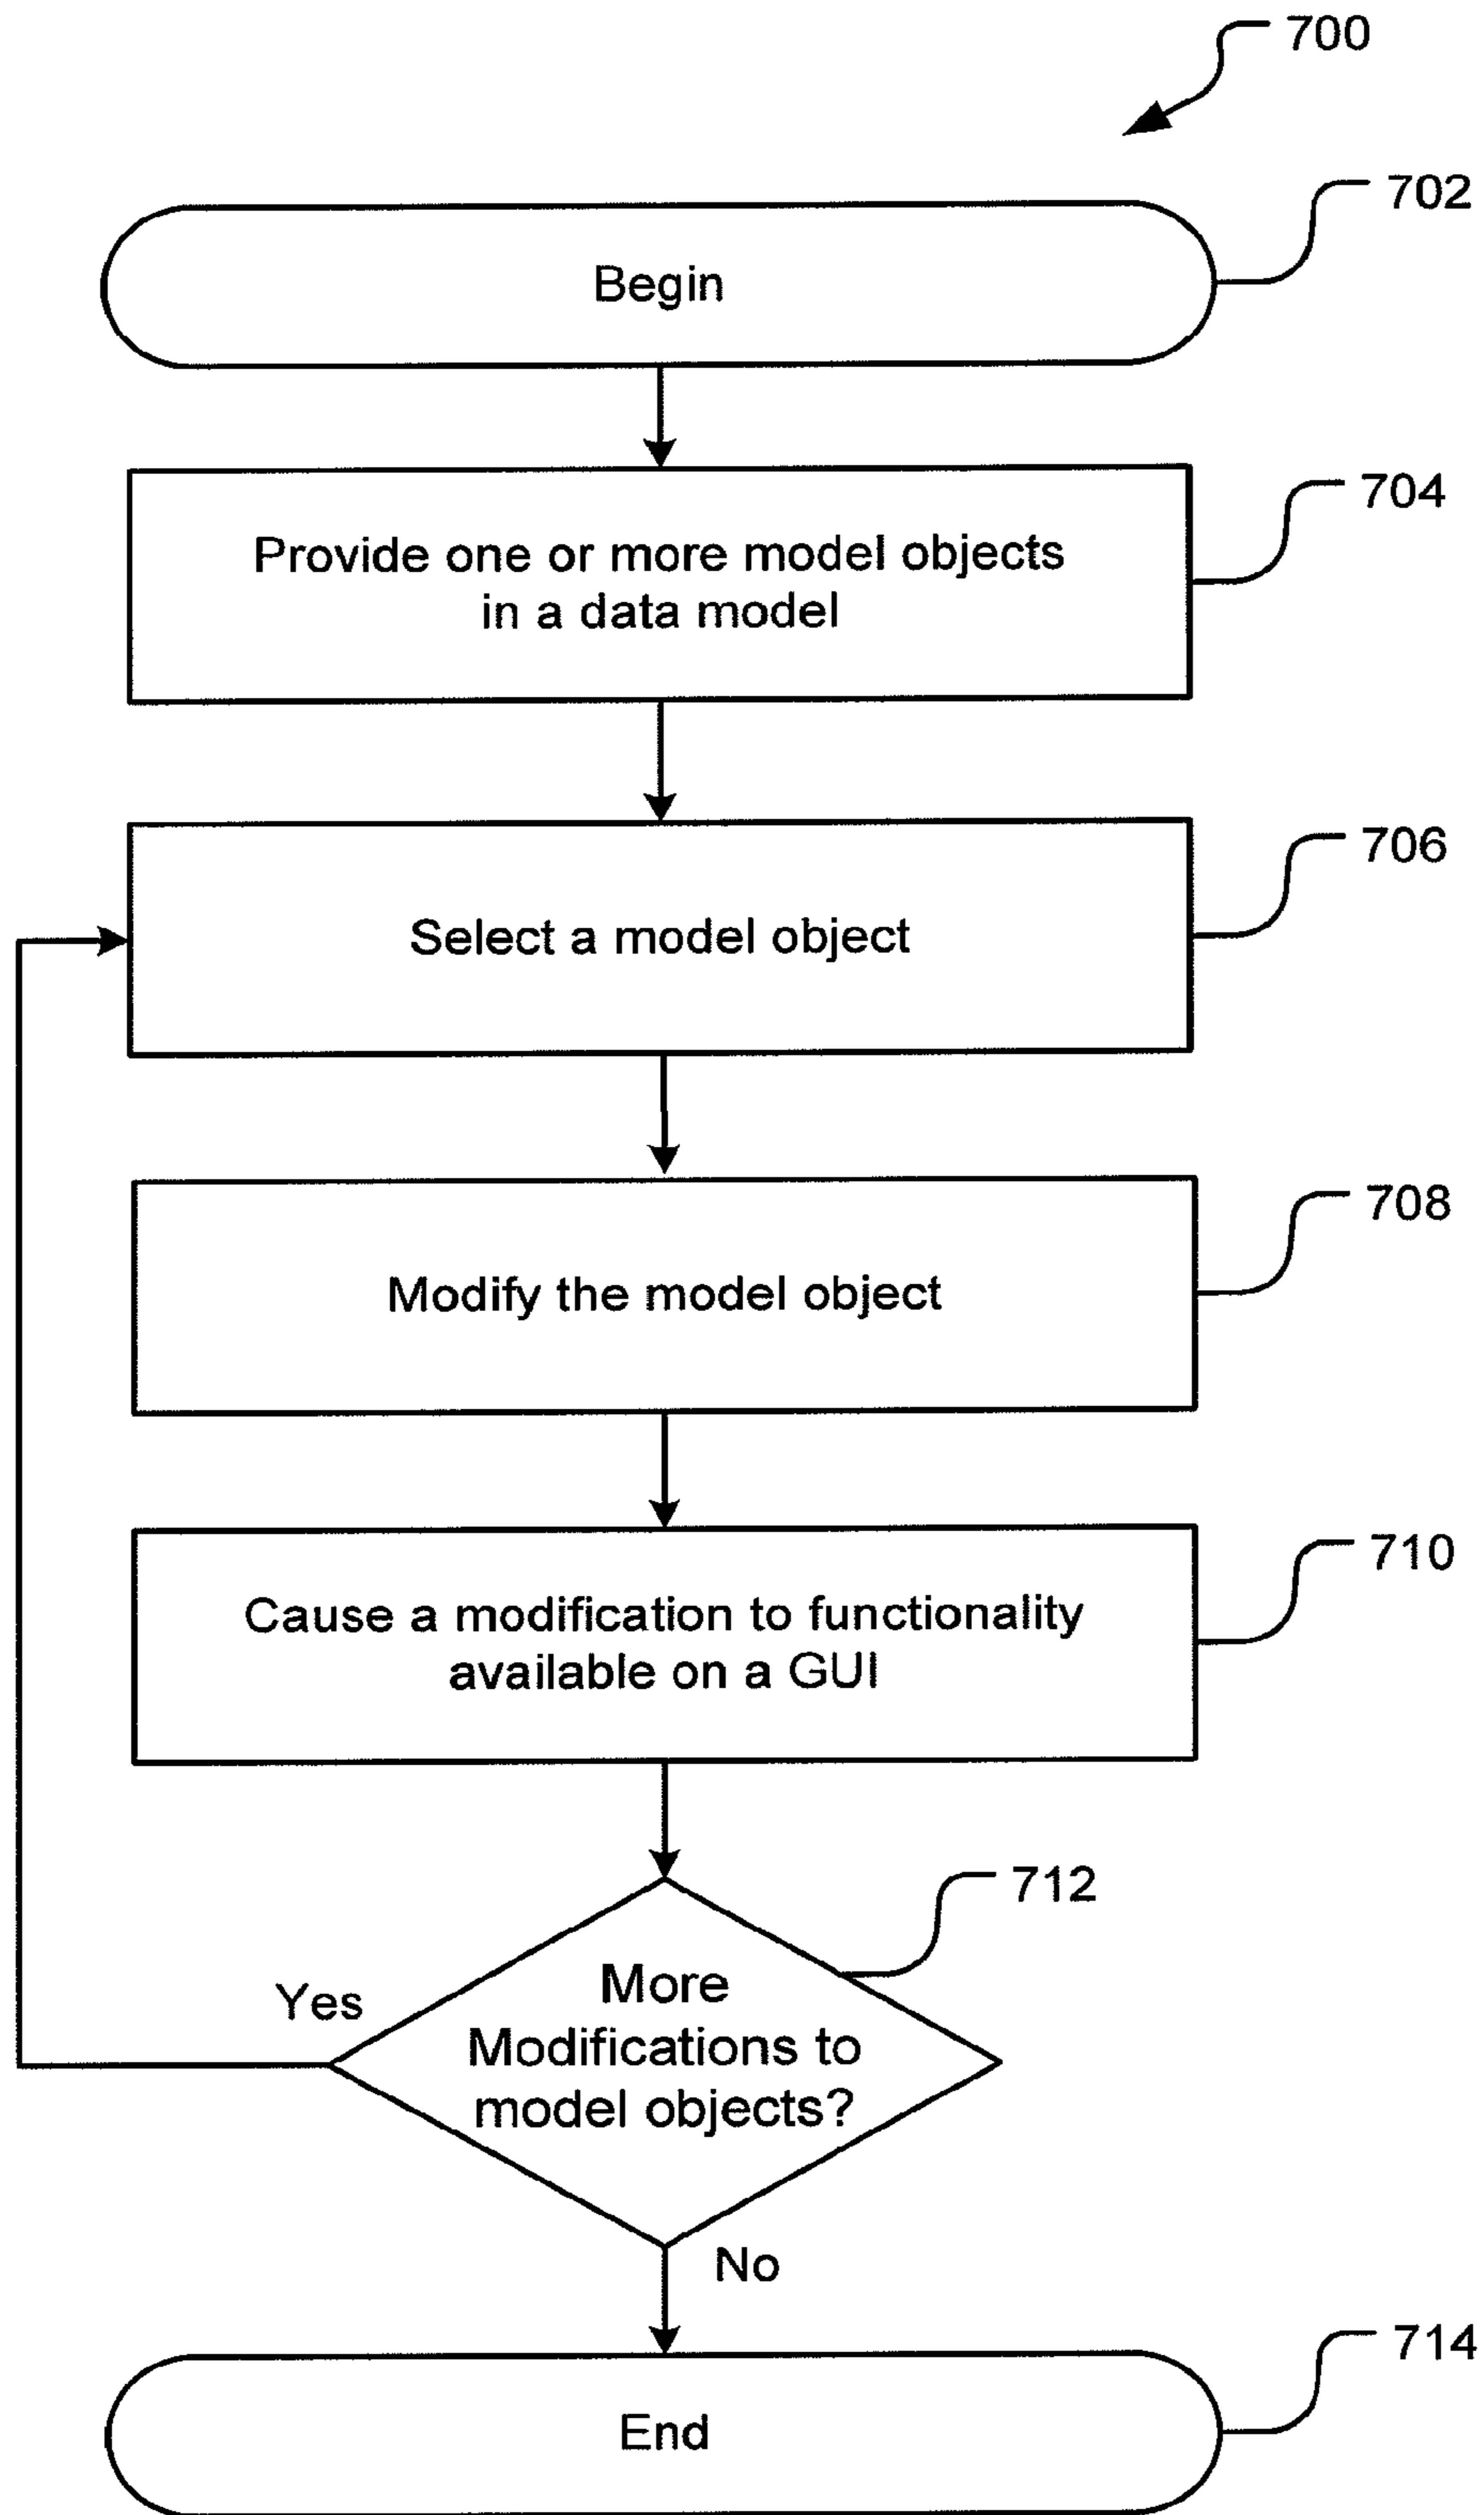 700
702
Begin
704
Provide one or more model objects
in a data model
706
Select a model object
708
Modify the model object
710
Cause a modification to functionality
available on a GUI
712
Yes
More
Modifications to
model objects?
No
714
End